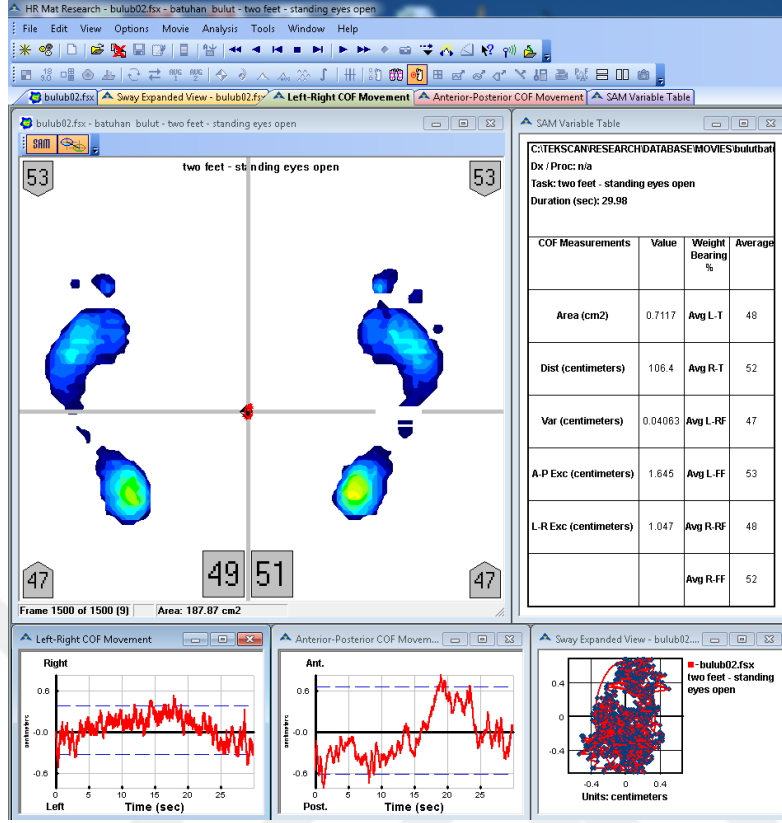 HR Mat Research - bulub02.fsx - batuhan bulut - two feet - standing eyes open
File Edit View Options Movie Analysis Tools Window Help
bulub02.fsx Sway Expanded View - bulub02.fsx Left-Right COF Movement Anterior-Posterior COF Movement SAM Variable Table
bulub02.fsx - batuhan bulut - two feet - standing eyes open
SAM
two feet - standing eyes open
53 53
47 49 51 47
Frame 1500 of 1500 (9) Area: 187.87 cm2
SAM Variable Table
C:\TEKSCAN\RESEARCH\DATABASE\MOVIES\bulutbatu
Dx / Proc: n/a
Task: two feet - standing eyes open
Duration (sec): 29.98
COF Measurements Value Weight Bearing % Average
Area (cm2) 0.7117 Avg L-T 48
Dist (centimeters) 106.4 Avg R-T 52
Var (centimeters) 0.04063 Avg L-RF 47
A-P Exc (centimeters) 1.645 Avg L-FF 53
L-R Exc (centimeters) 1.047 Avg R-RF 48
Avg R-FF 52
Left-Right COF Movement
Right
0.6
-0.0
-0.6
centimeters
0 5 10 15 20 25
Left Time (sec)
Anterior-Posterior COF Movem...
Ant.
0.6
-0.0
-0.6
centimeters
0 5 10 15 20 25
Post. Time (sec)
Sway Expanded View - bulub02....
0.4
0
-0.4
-0.4 0 0.4
Units: centimeters
-bulub02.fsx
two feet - standing
eyes open